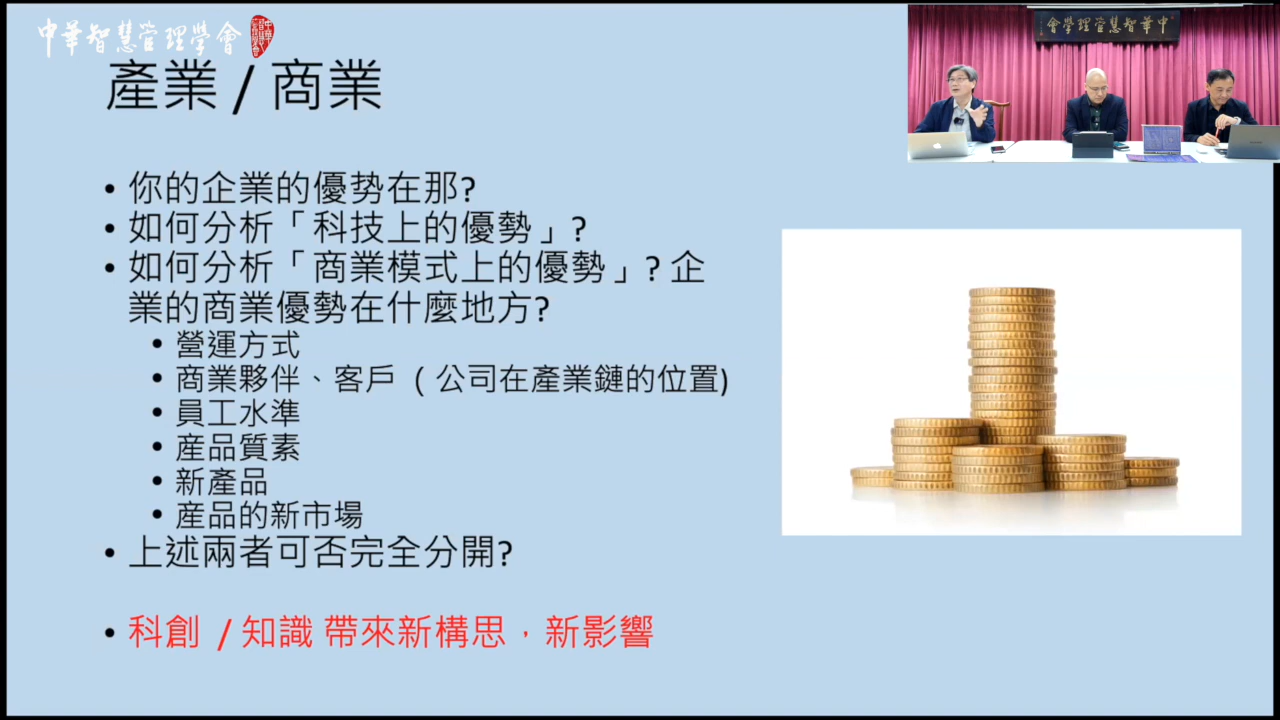 中華智慧管理學會
會學理管慧智華中
產業 / 商業
• 你的企業的優势在那?
• 如何分析「科技上的優勢」?
• 如何分析「商業模式上的優勢」? 企
業的商業優勢在什麼地方?
• 營運方式
• 商業夥伴、客戶 ( 公司在產業鏈的位置)
• 員工水準
• 産品質素
• 新產品
• 産品的新市場
• 上述兩者可否完全分開?
• 科創 / 知識 帶來新構思，新影響